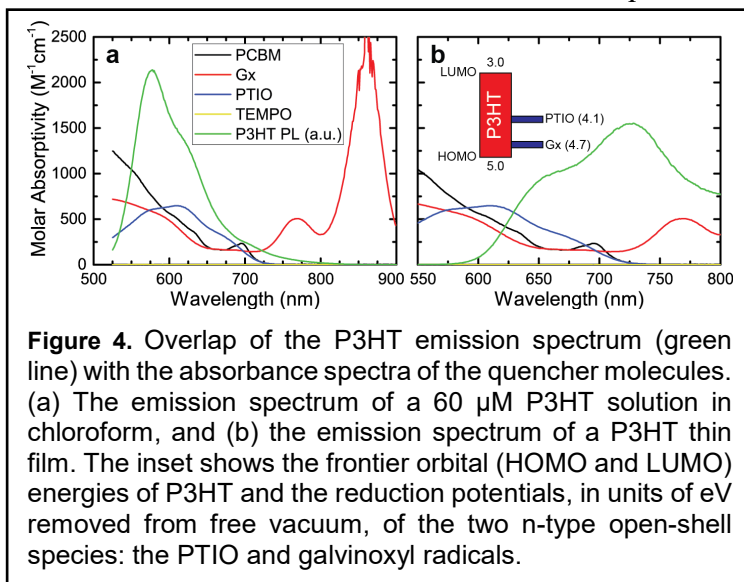 2500
2000
1500
1000
500
0
Molar Absorptivity (M⁻¹cm⁻¹)
a
PCBM
Gx
PTIO
TEMPO
P3HT PL (a.u.)
500 600 700 800 900
Wavelength (nm)
b
LUMO 3.0
P3HT
PTIO (4.1)
Gx (4.7)
HOMO 5.0
550 600 650 700 750 800
Wavelength (nm)
Figure 4. Overlap of the P3HT emission spectrum (green
line) with the absorbance spectra of the quencher molecules.
(a) The emission spectrum of a 60 µM P3HT solution in
chloroform, and (b) the emission spectrum of a P3HT thin
film. The inset shows the frontier orbital (HOMO and LUMO)
energies of P3HT and the reduction potentials, in units of eV
removed from free vacuum, of the two n-type open-shell
species: the PTIO and galvinoxyl radicals.